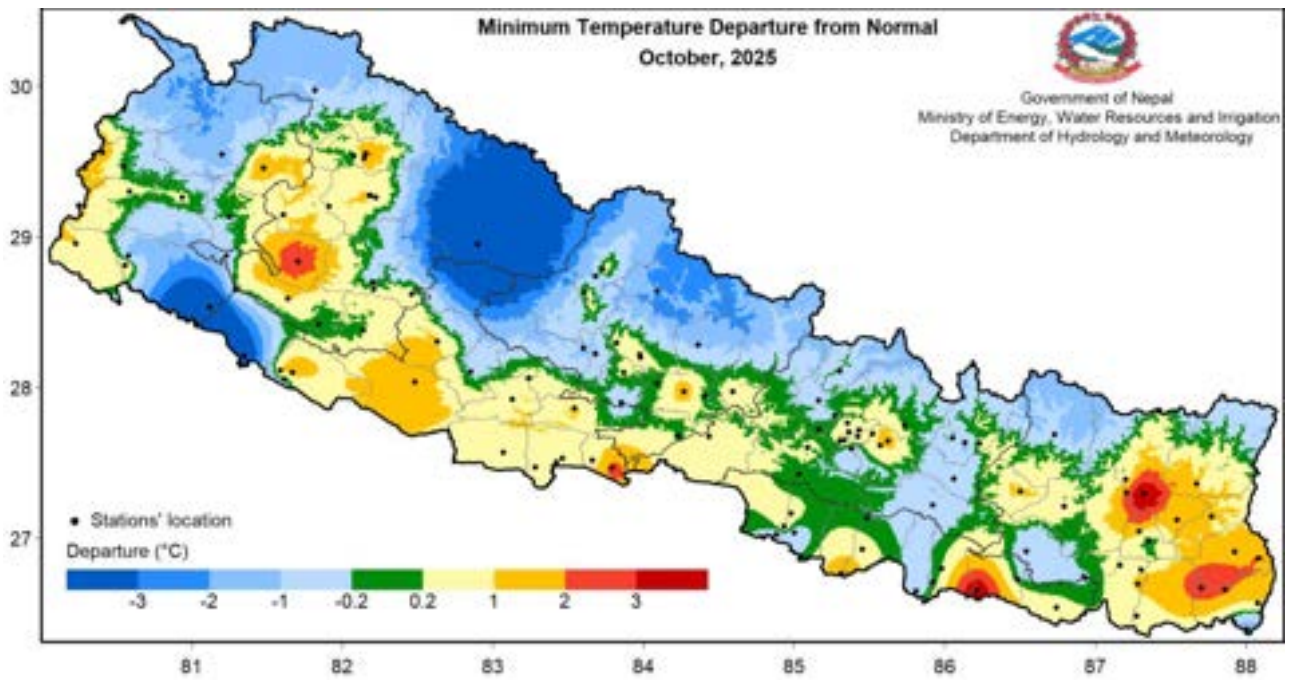 Minimum Temperature Departure from Normal
October, 2025
Government of Nepal
Ministry of Energy, Water Resources and Irrigation
Department of Hydrology and Meteorology
30
29
28
27
Stations' location
Departure (°C)
-3 -2 -1 -0.2 0.2 1 2 3
81 82 83 84 85 86 87 88